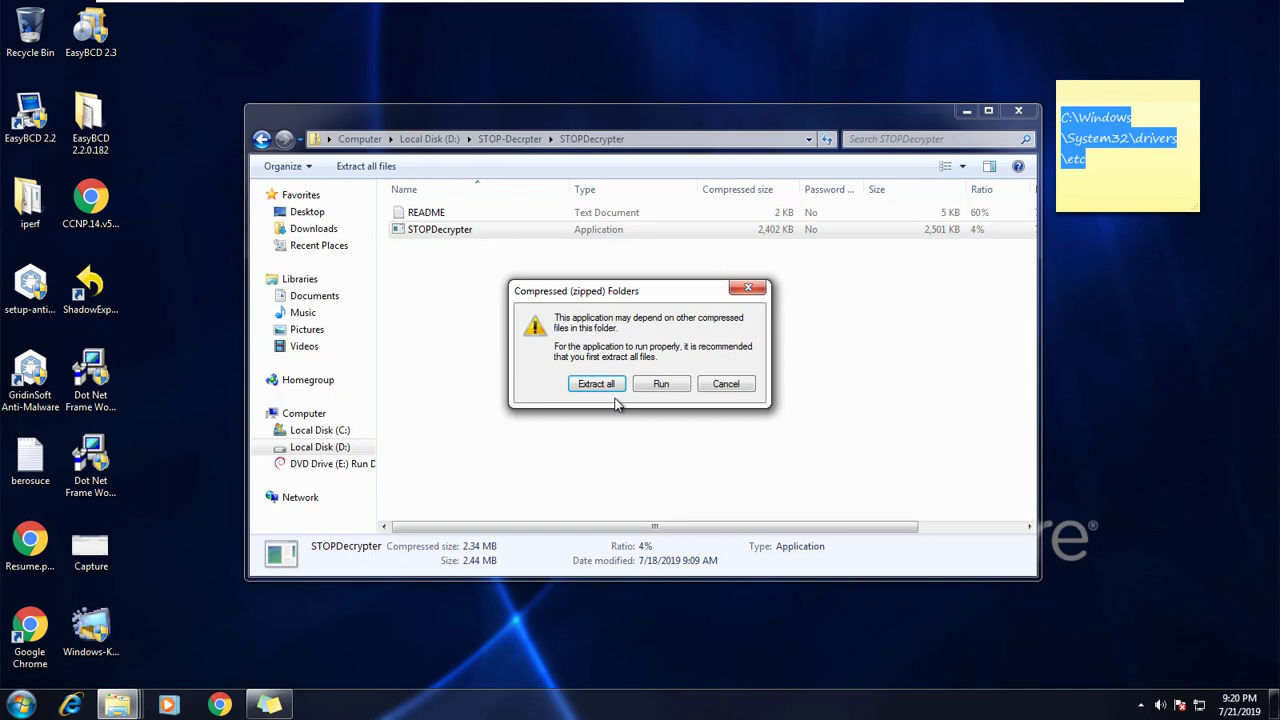 Recycle Bin
EasyBCD 2.3
EasyBCD 2.2
EasyBCD
2.2.0.182
iperf
CCNP.14.v5...
setup-anti...
ShadowExp...
GridinSoft
Anti-Malware
Dot Net
Frame Wo...
berosuce
Dot Net
Frame Wo...
Resume.p...
Capture
Google
Chrome
Windows-K...
Computer
Local Disk (D:)
STOP-Decrpter
STOPDecrypter
Search STOPDecrypter
Organize
Extract all files
Favorites
Desktop
Downloads
Recent Places
Libraries
Documents
Music
Pictures
Videos
Homegroup
Computer
Local Disk (C:)
Local Disk (D:)
DVD Drive (E:) Run D
Network
Name Type Compressed size Password ... Size Ratio
README Text Document 2 KB No 5 KB 60%
STOPDecrypter Application 2,402 KB No 2,501 KB 4%
Compressed (zipped) Folders
This application may depend on other compressed
files in this folder.
For the application to run properly, it is recommended
that you first extract all files.
Extract all Run Cancel
STOPDecrypter Compressed size: 2.34 MB Ratio: 4% Type: Application
Size: 2.44 MB Date modified: 7/18/2019 9:09 AM
C:\Windows
\System32\drivers
\etc
re®
9:20 PM
7/21/2019